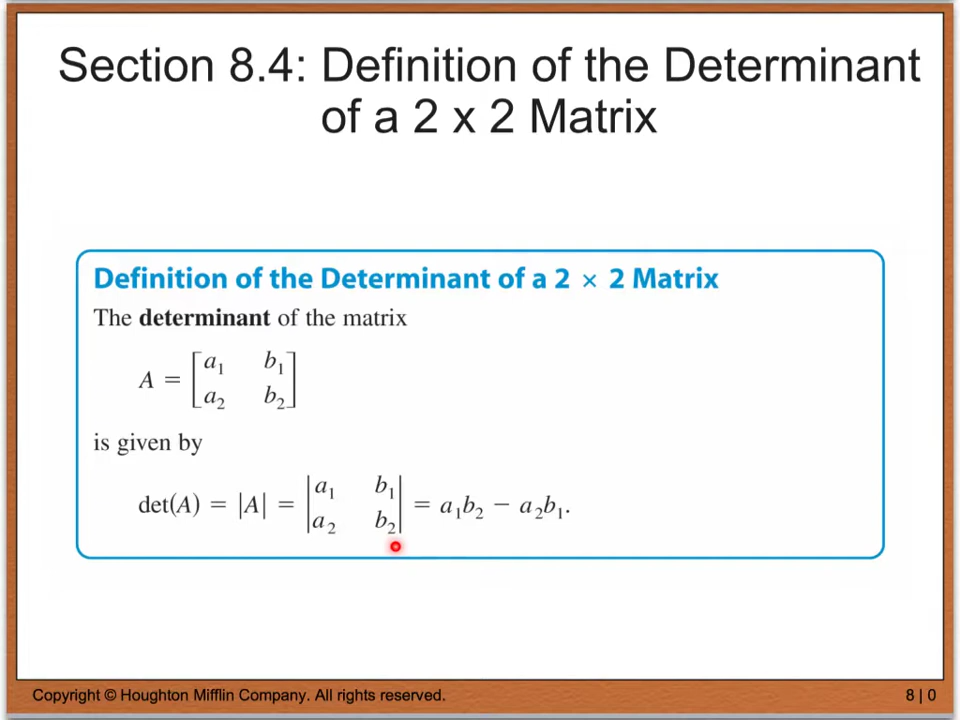 Section 8.4: Definition of the Determinant
of a 2 x 2 Matrix
Definition of the Determinant of a 2 × 2 Matrix
The determinant of the matrix
A = [a₁ b₁
a₂ b₂]
is given by
det(A) = |A| = |a₁ b₁
a₂ b₂| = a₁b₂ − a₂b₁.
Copyright © Houghton Mifflin Company. All rights reserved. 8 | 0